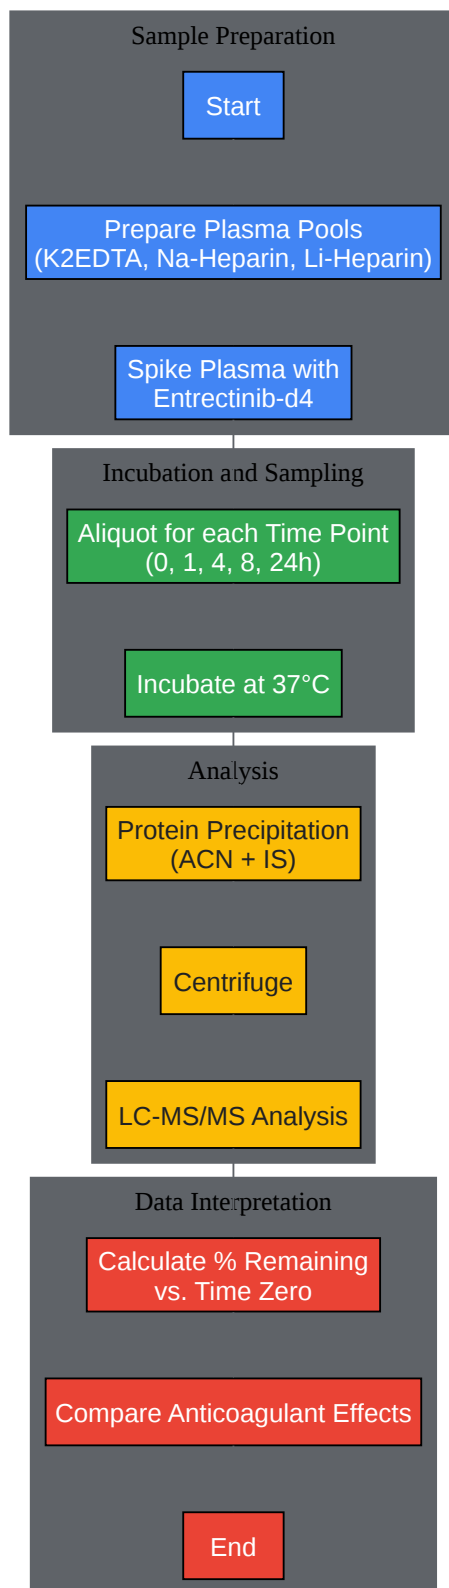 Sample Preparation
Start
Prepare Plasma Pools
(K2EDTA, Na-Heparin, Li-Heparin)
Spike Plasma with
Entrectinib-d4
Incubation and Sampling
Aliquot for each Time Point
(0, 1, 4, 8, 24h)
Incubate at 37°C
Analysis
Protein Precipitation
(ACN + IS)
Centrifuge
LC-MS/MS Analysis
Data Interpretation
Calculate % Remaining
vs. Time Zero
Compare Anticoagulant Effects
End